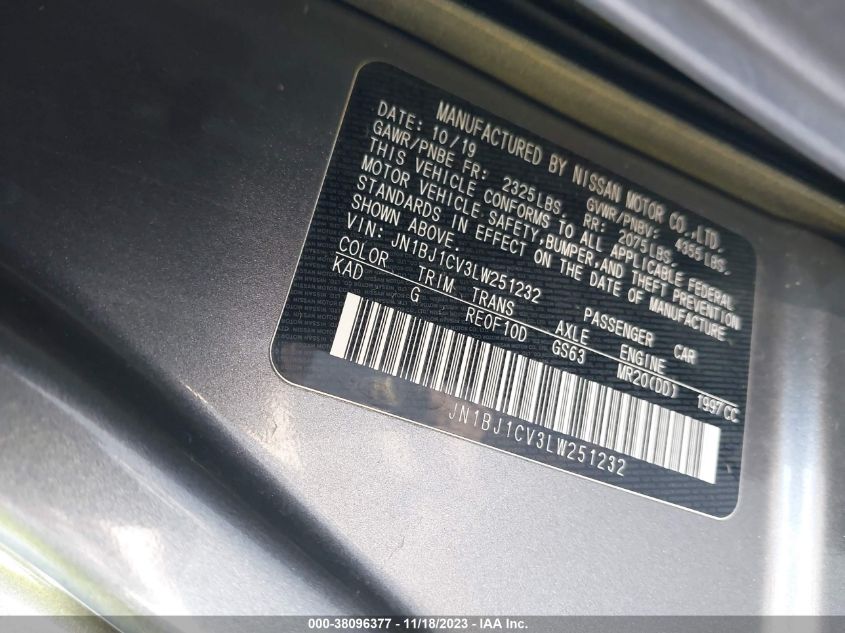 MANUFACTURED BY NISSAN MOTOR CO.,LTD.
DATE: 10/19 GVWR/PNBV: 4355LBS.
GAWR/PNBE FR: 2325LBS. RR: 2075LBS.
THIS VEHICLE CONFORMS TO ALL APPLICABLE FEDERAL
MOTOR VEHICLE SAFETY,BUMPER,AND THEFT PREVENTION
STANDARDS IN EFFECT ON THE DATE OF MANUFACTURE
SHOWN ABOVE.
VIN: JN1BJ1CV3LW251232 PASSENGER CAR
COLOR TRIM TRANS AXLE ENGINE
KAD G RE0F10D GS63 MR20(DD) 1997CC
JN1BJ1CV3LW251232
000-38096377 - 11/18/2023 - IAA Inc.